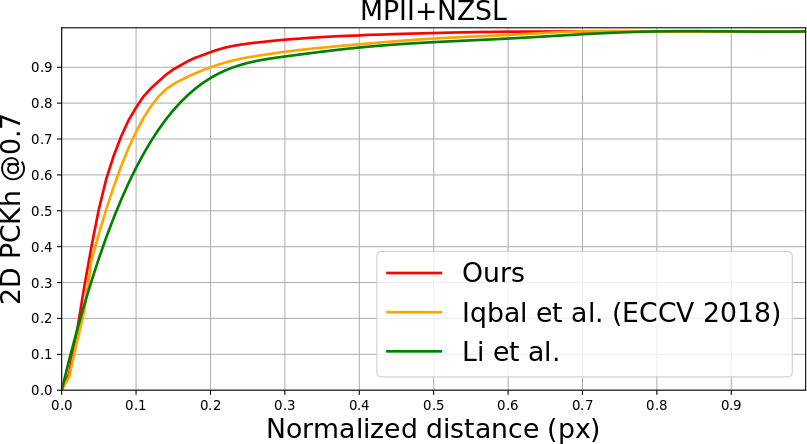 MPII+NZSL
2D PCKh @0.7
0.9
0.8
0.7
0.6
0.5
0.4
0.3
0.2
0.1
0.0
Ours
Iqbal et al. (ECCV 2018)
Li et al.
0.0 0.1 0.2 0.3 0.4 0.5 0.6 0.7 0.8 0.9
Normalized distance (px)